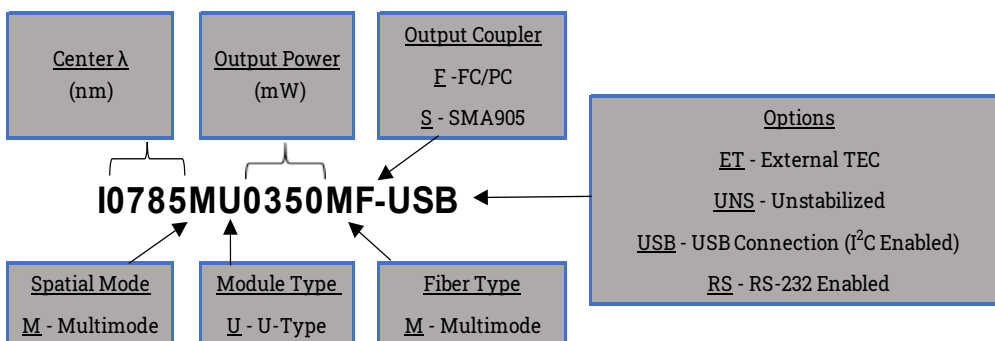 Center λ
(nm)
Output Power
(mW)
Output Coupler
F -FC/PC
S - SMA905
Options
ET - External TEC
UNS - Unstabilized
USB - USB Connection (I²C Enabled)
RS - RS-232 Enabled
I0785MU0350MF-USB
Spatial Mode
M - Multimode
Module Type
U - U-Type
Fiber Type
M - Multimode